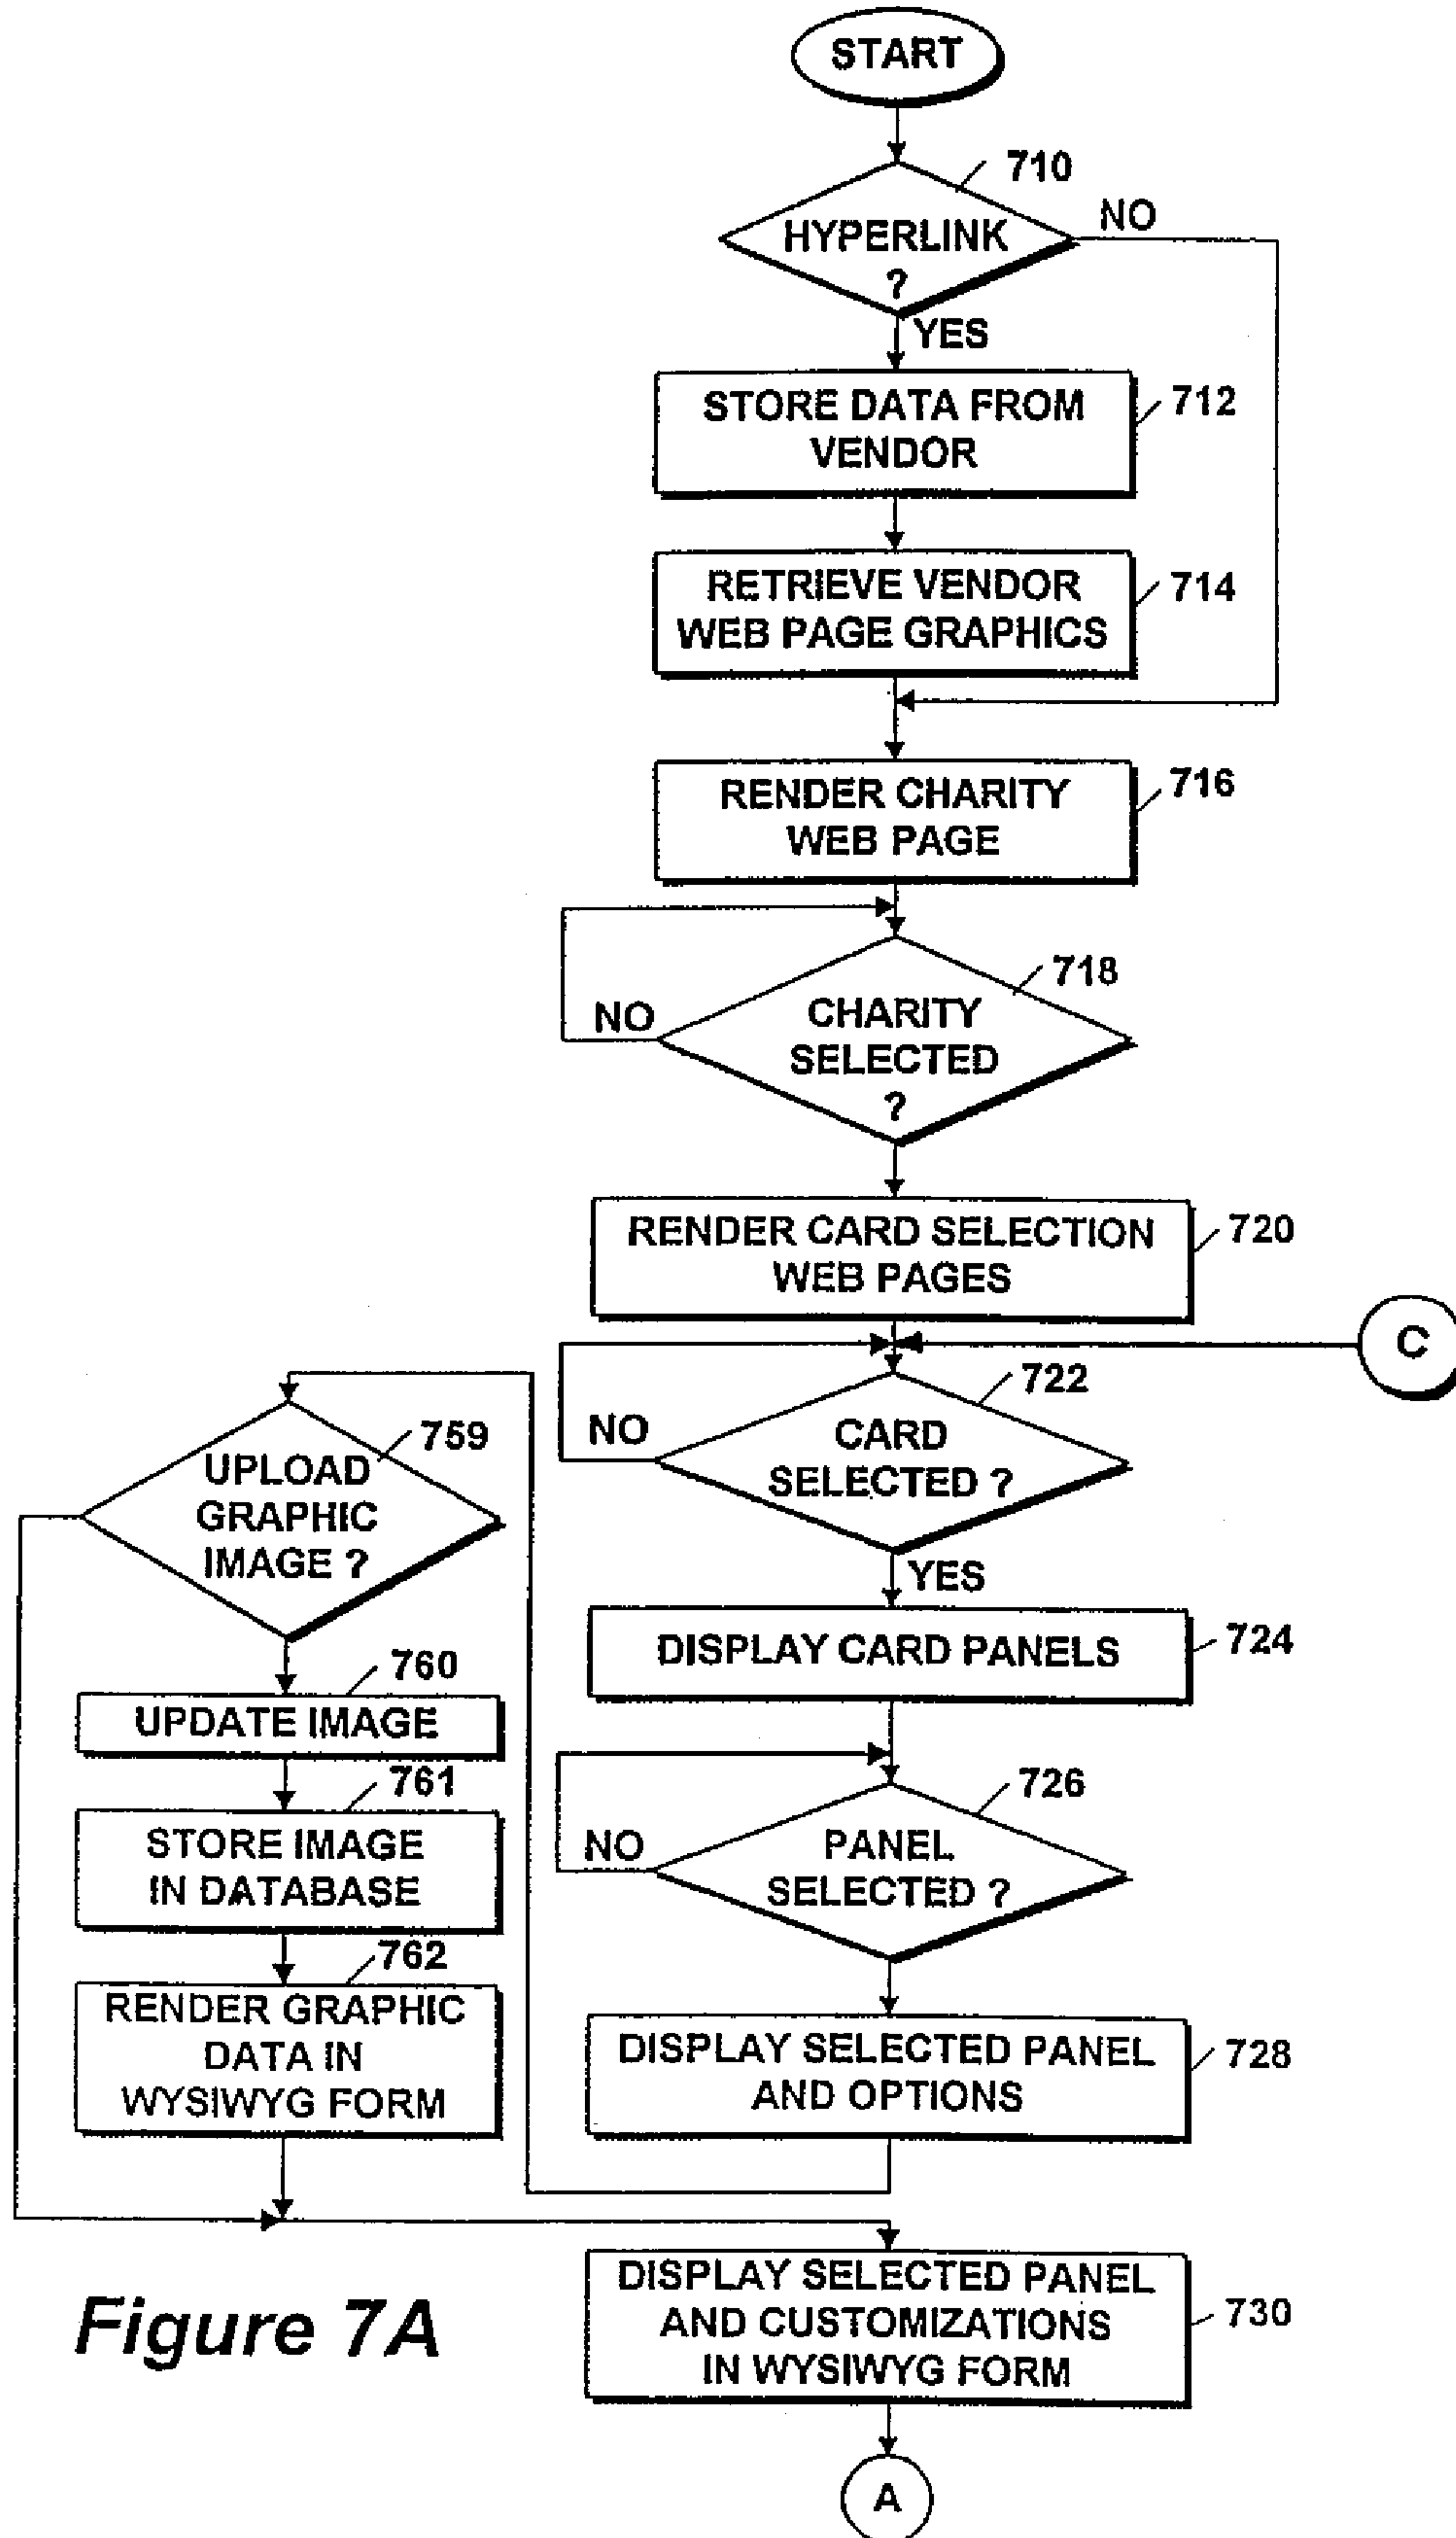 START
710
HYPERLINK
?
NO
YES
STORE DATA FROM
VENDOR
712
RETRIEVE VENDOR
WEB PAGE GRAPHICS
714
RENDER CHARITY
WEB PAGE
716
718
CHARITY
SELECTED
?
NO
RENDER CARD SELECTION
WEB PAGES
720
C
722
CARD
SELECTED ?
NO
YES
DISPLAY CARD PANELS
724
726
PANEL
SELECTED ?
NO
DISPLAY SELECTED PANEL
AND OPTIONS
728
759
UPLOAD
GRAPHIC
IMAGE ?
760
UPDATE IMAGE
761
STORE IMAGE
IN DATABASE
762
RENDER GRAPHIC
DATA IN
WYSIWYG FORM
DISPLAY SELECTED PANEL
AND CUSTOMIZATIONS
IN WYSIWYG FORM
730
A
Figure 7A